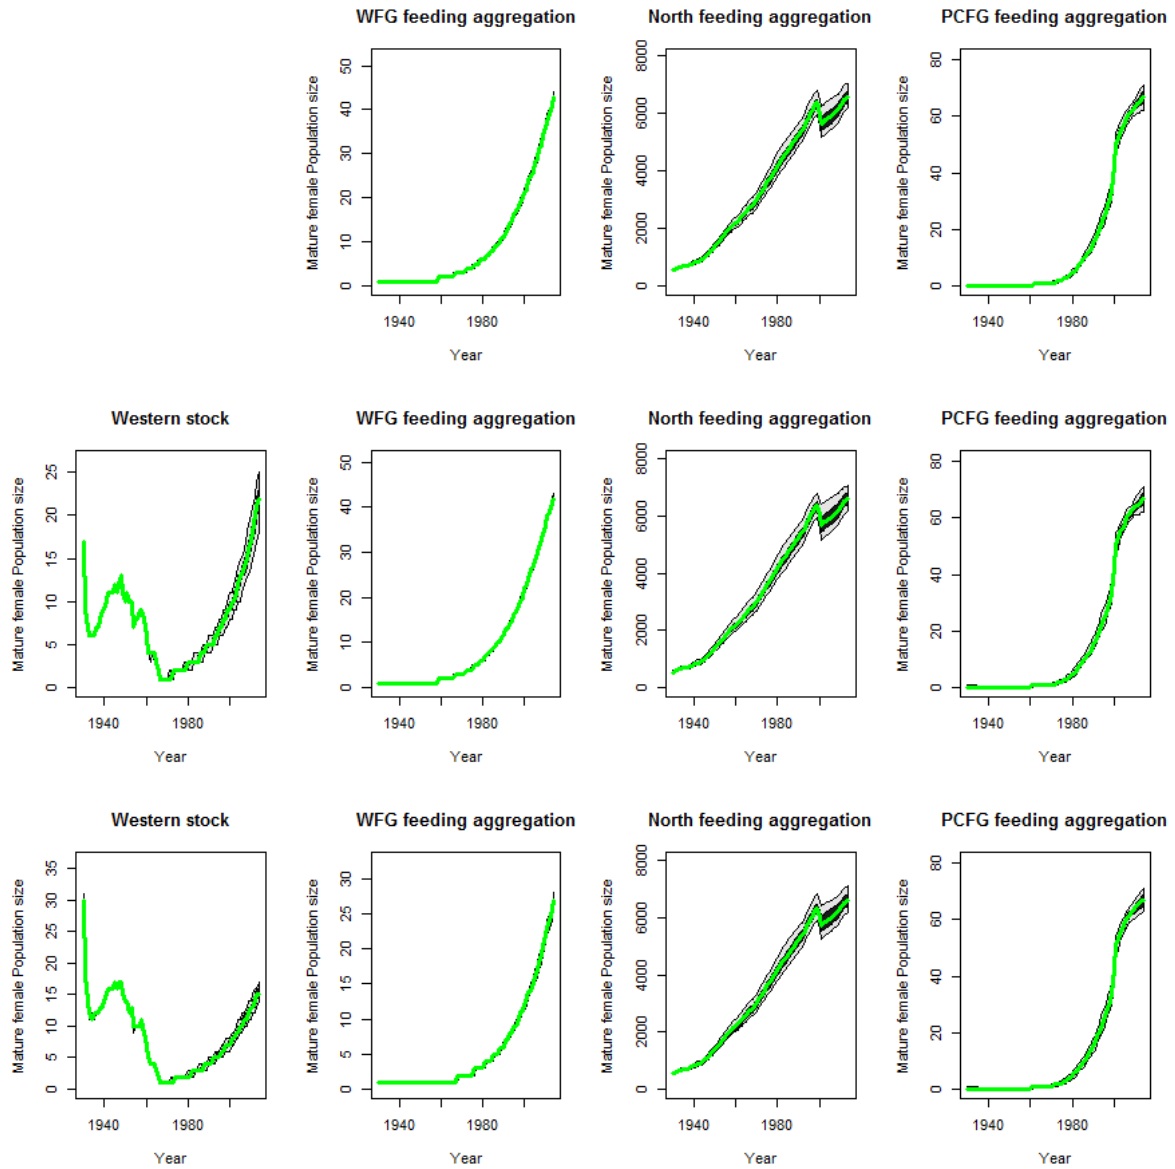 WFG feeding aggregation North feeding aggregation PCFG feeding aggregation
Mature female Population size
0 10 20 30 40 50
1940 1980
Year
Mature female Population size
0 2000 4000 6000 8000
1940 1980
Year
Mature female Population size
0 20 40 60 80
1940 1980
Year
Western stock WFG feeding aggregation North feeding aggregation PCFG feeding aggregation
Mature female Population size
0 5 10 15 20 25
1940 1980
Year
Mature female Population size
0 10 20 30 40 50
1940 1980
Year
Mature female Population size
0 2000 4000 6000 8000
1940 1980
Year
Mature female Population size
0 20 40 60 80
1940 1980
Year
Western stock WFG feeding aggregation North feeding aggregation PCFG feeding aggregation
Mature female Population size
0 5 10 15 20 25 30 35
1940 1980
Year
Mature female Population size
0 5 10 15 20 25 30
1940 1980
Year
Mature female Population size
0 2000 4000 6000 8000
1940 1980
Year
Mature female Population size
0 20 40 60 80
1940 1980
Year